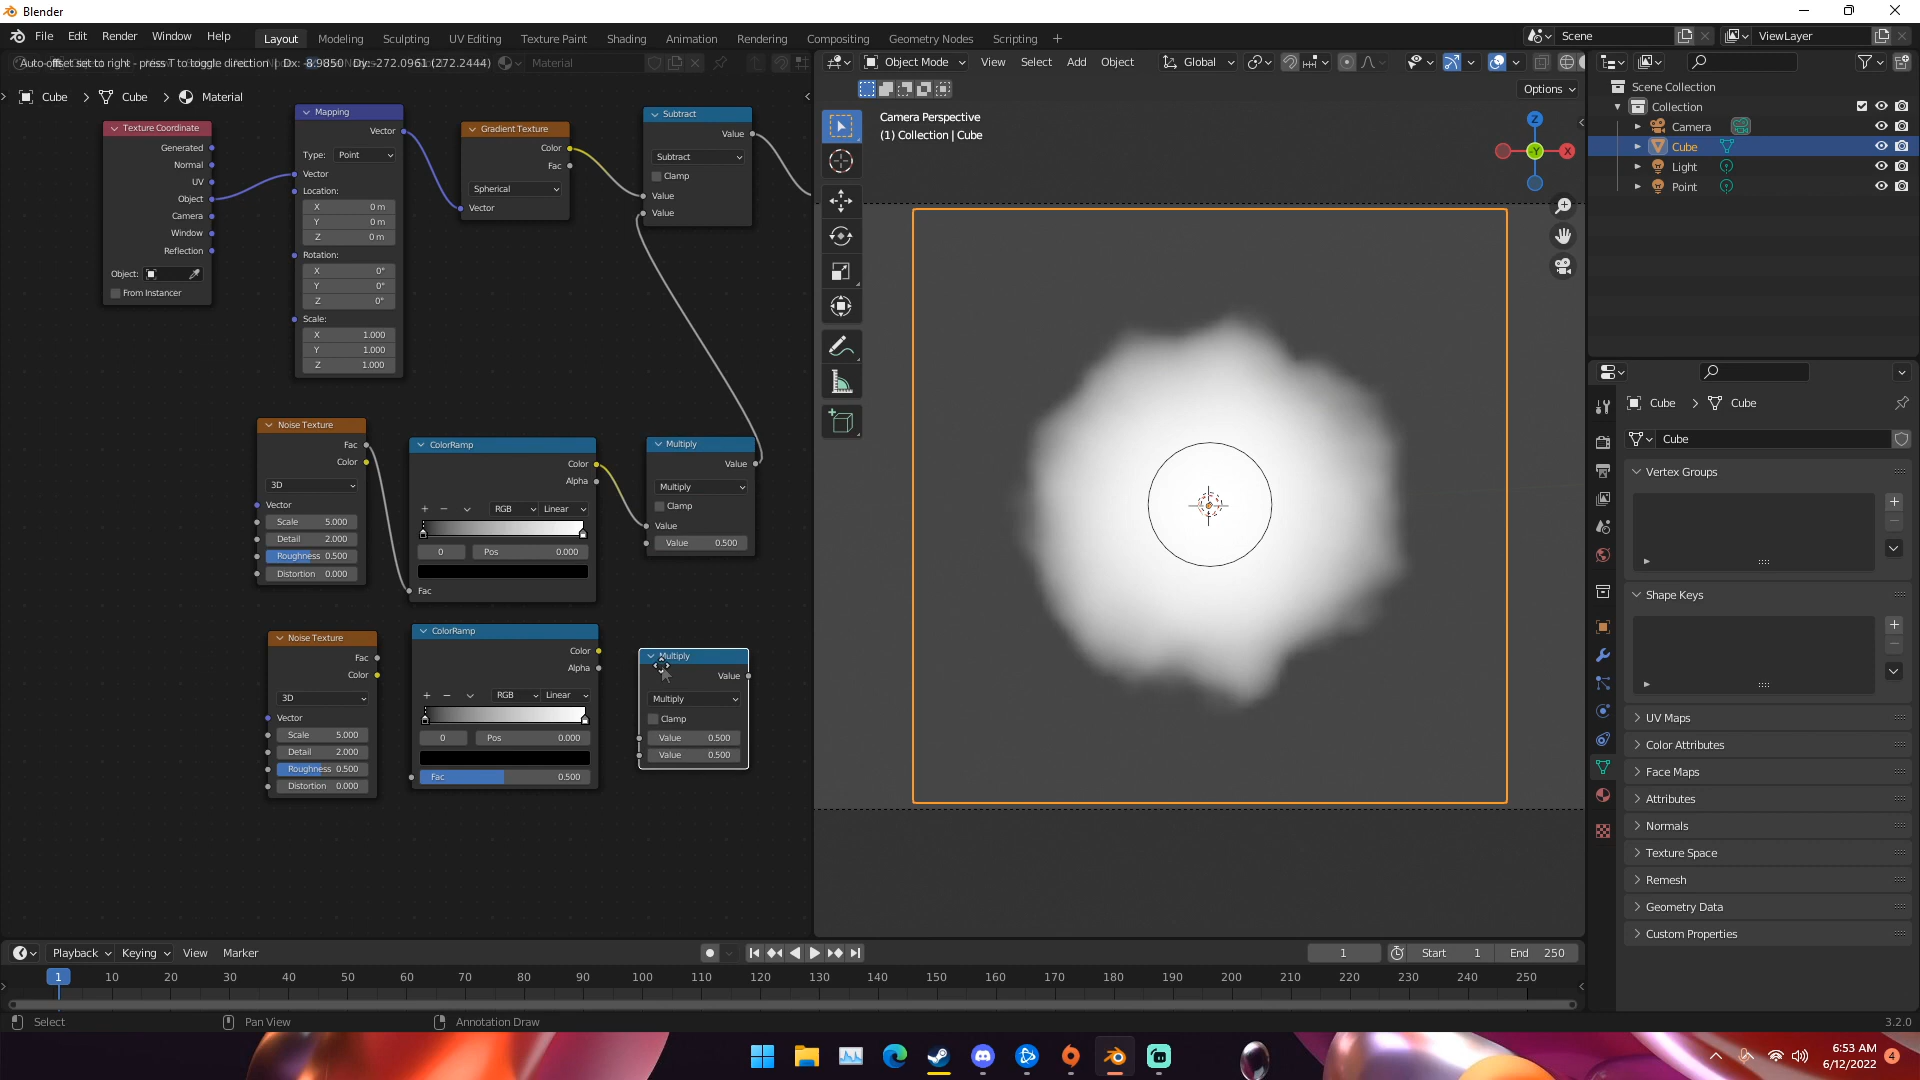 Blender
File Edit Render Window Help
Layout Modeling Sculpting UV Editing Texture Paint Shading Animation Rendering Compositing Geometry Nodes Scripting
Scene
ViewLayer
Auto-offset set to right - press T to toggle direction | Dx: -8.9850 Dy: -272.0961 (272.2444)
Material
Object Mode View Select Add Object
Global
Options
Cube > Cube > Material
Texture Coordinate
Generated
Normal
UV
Object
Camera
Window
Reflection
Object:
From Instancer
Mapping
Vector
Type: Point
Vector
Location:
X 0 m
Y 0 m
Z 0 m
Rotation:
X 0°
Y 0°
Z 0°
Scale:
X 1.000
Y 1.000
Z 1.000
Gradient Texture
Color
Fac
Spherical
Vector
Subtract
Value
Subtract
Clamp
Value
Value
Noise Texture
Fac
Color
3D
Vector
Scale 5.000
Detail 2.000
Roughness 0.500
Distortion 0.000
ColorRamp
Color
Alpha
RGB Linear
0 Pos 0.000
Fac
Multiply
Value
Multiply
Clamp
Value
Value 0.500
Noise Texture
Fac
Color
3D
Vector
Scale 5.000
Detail 2.000
Roughness 0.500
Distortion 0.000
ColorRamp
Color
Alpha
RGB Linear
0 Pos 0.000
Fac 0.500
Multiply
Value
Multiply
Clamp
Value 0.500
Value 0.500
Camera Perspective
(1) Collection | Cube
Z
-Y
X
Scene Collection
Collection
Camera
Cube
Light
Point
Cube > Cube
Cube
Vertex Groups
Shape Keys
UV Maps
Color Attributes
Face Maps
Attributes
Normals
Texture Space
Remesh
Geometry Data
Custom Properties
Playback Keying View Marker
1
Start 1 End 250
1 10 20 30 40 50 60 70 80 90 100 110 120 130 140 150 160 170 180 190 200 210 220 230 240 250
Select Pan View Annotation Draw
3.2.0
6:53 AM
6/12/2022
4